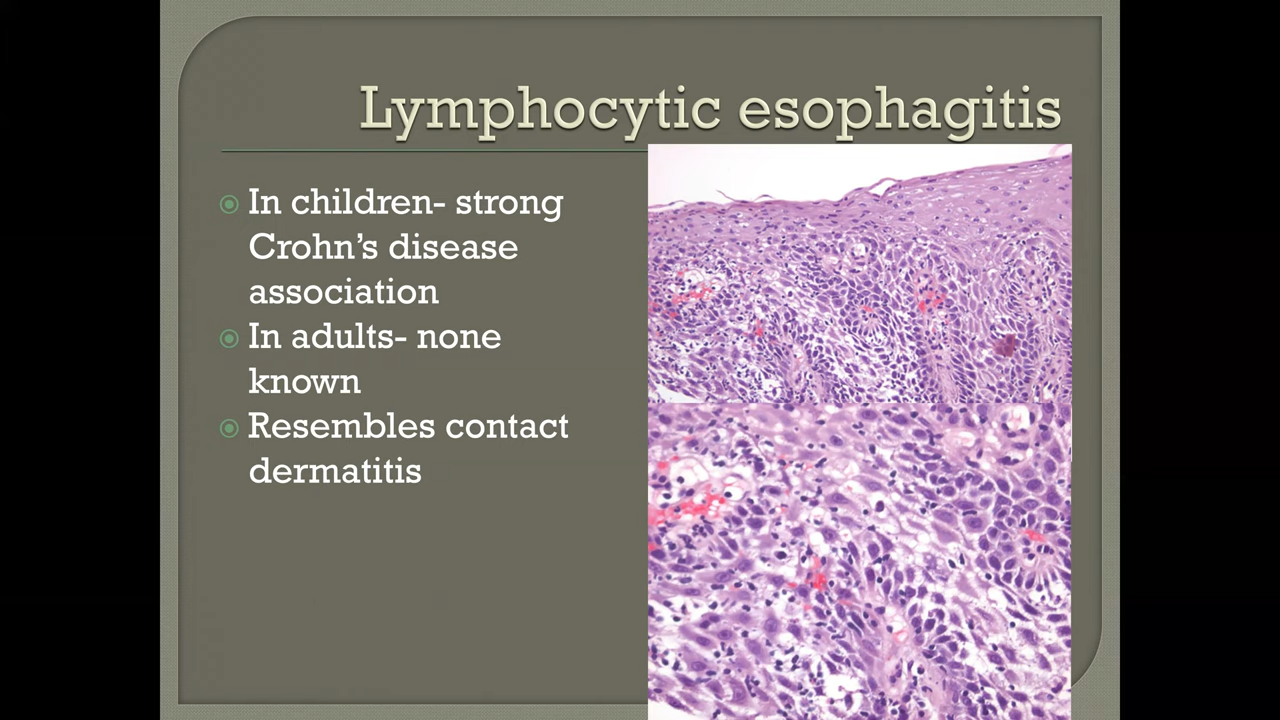 Lymphocytic esophagitis
In children- strong
Crohn’s disease
association
In adults- none
known
Resembles contact
dermatitis